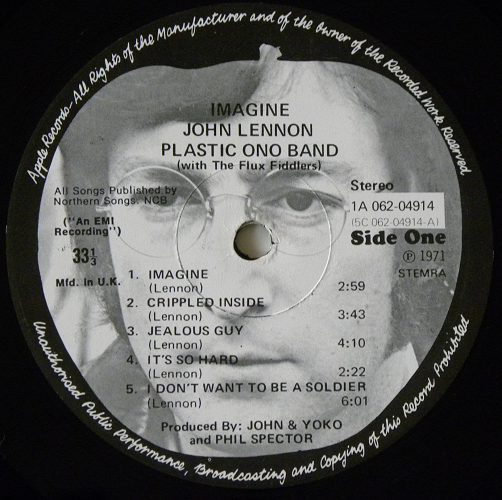 Apple Records-All Rights of the Manufacturer and of the Owner of the Recorded Work Reserved
IMAGINE
JOHN LENNON
PLASTIC ONO BAND
(with The Flux Fiddlers)
All Songs Published by
Northern Songs. NCB
("An EMI
Recording")
33⅓
Mfd. In U.K.
Stereo
1A 062-04914
(5C 062-04914-A)
Side One
Ⓟ 1971
STEMRA
1. IMAGINE
(Lennon) 2:59
2. CRIPPLED INSIDE
(Lennon) 3:43
3. JEALOUS GUY
(Lennon) 4:10
4. IT'S SO HARD
(Lennon) 2:22
5. I DON'T WANT TO BE A SOLDIER
(Lennon) 6:01
Produced By: JOHN & YOKO
and PHIL SPECTOR
Unauthorised Public Performance, Broadcasting and Copying of this Record Prohibited